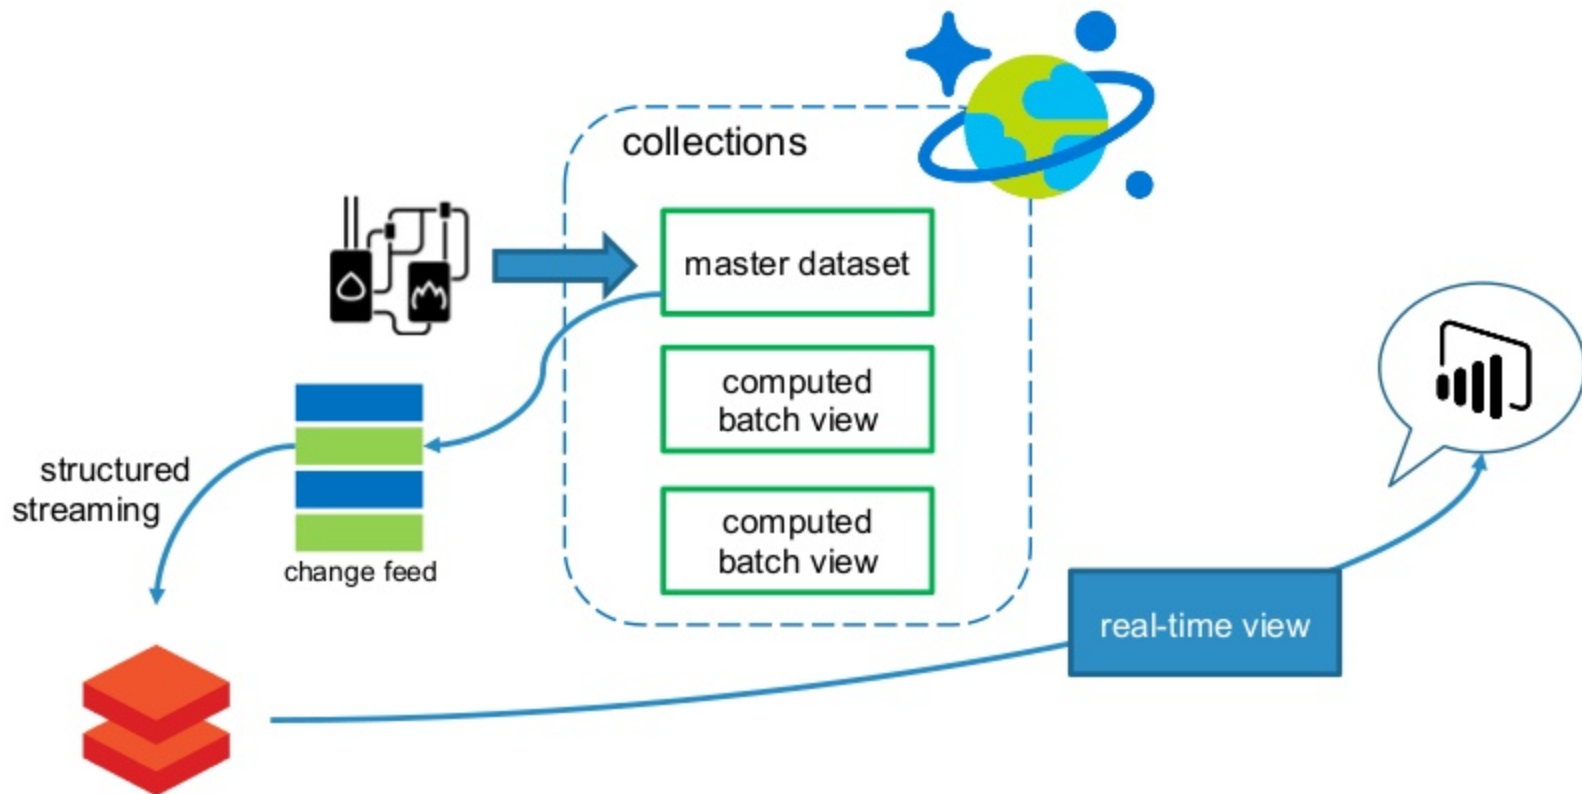 collections
master dataset
computed
batch view
computed
batch view
structured
streaming
change feed
real-time view